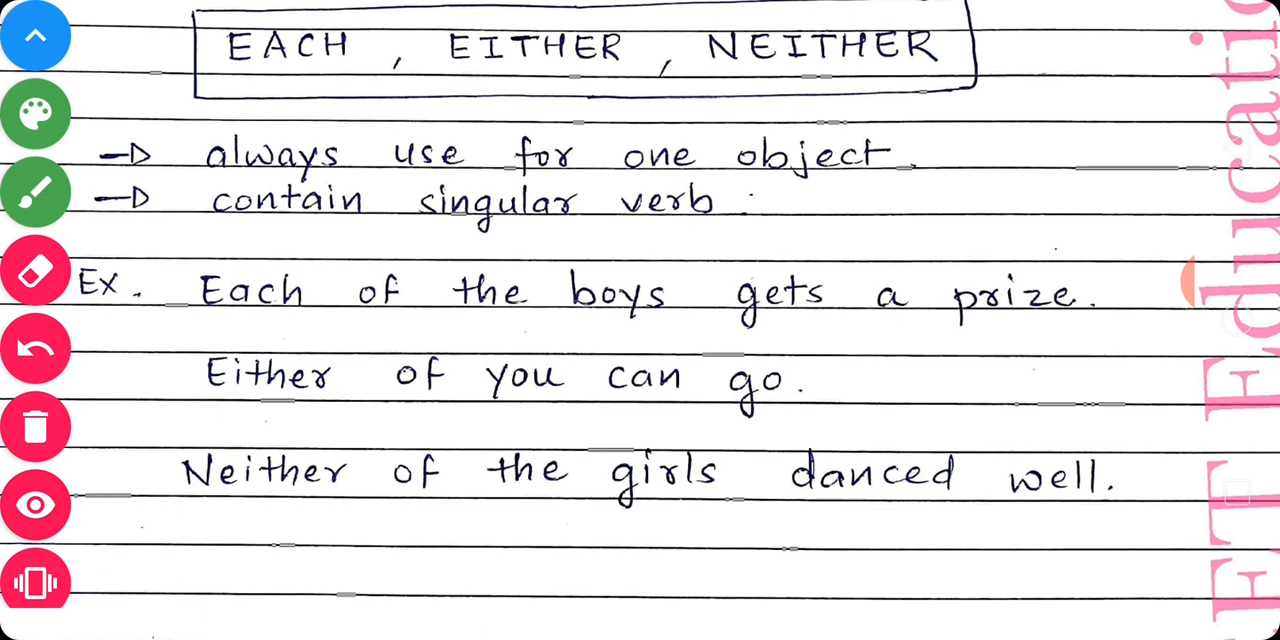 EACH , EITHER , NEITHER
→ always use for one object.
→ contain singular verb :
Ex. Each of the boys gets a prize.
Either of you can go.
Neither of the girls danced well.
ET Educatio